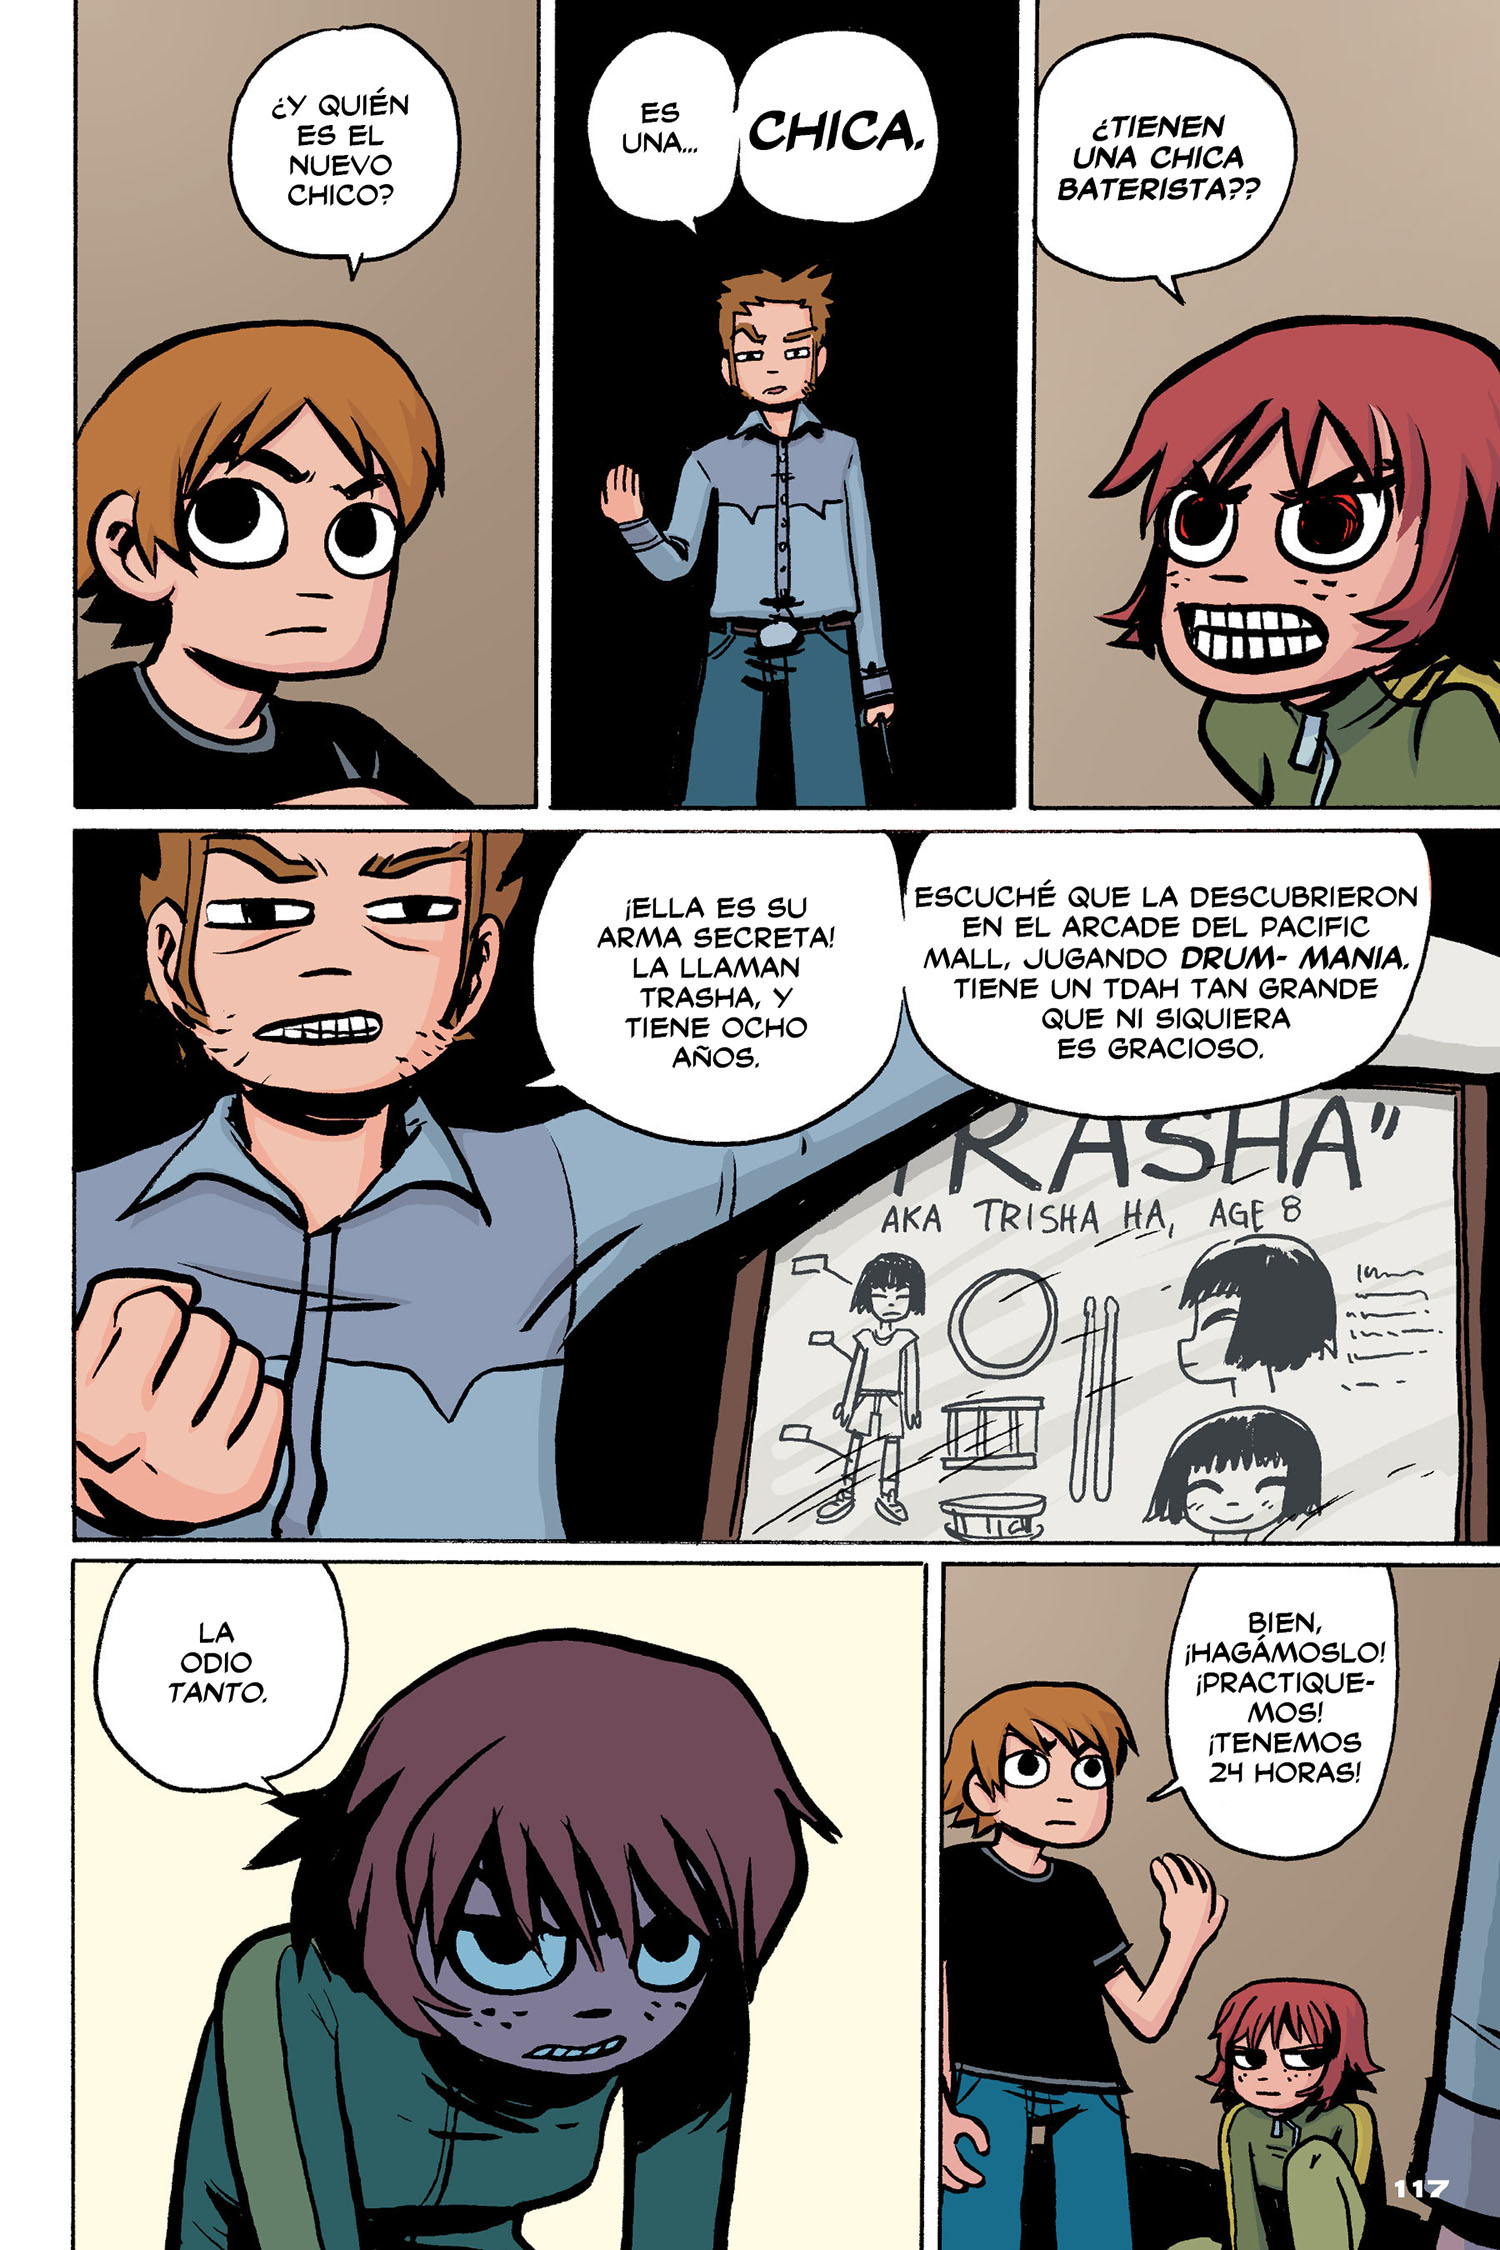 ¿Y QUIÉN
ES EL
NUEVO
CHICO?
ES
UNA...
CHICA.
¿TIENEN
UNA CHICA
BATERISTA??
¡ELLA ES SU
ARMA SECRETA!
LA LLAMAN
TRASHA, Y
TIENE OCHO
AÑOS.
ESCUCHÉ QUE LA DESCUBRIERON
EN EL ARCADE DEL PACIFIC
MALL, JUGANDO DRUM- MANIA.
TIENE UN TDAH TAN GRANDE
QUE NI SIQUIERA
ES GRACIOSO.
TRASHA"
AKA TRISHA HA, AGE 8
LA
ODIO
TANTO.
BIEN,
¡HAGÁMOSLO!
¡PRACTIQUE-
MOS!
¡TENEMOS
24 HORAS!
117